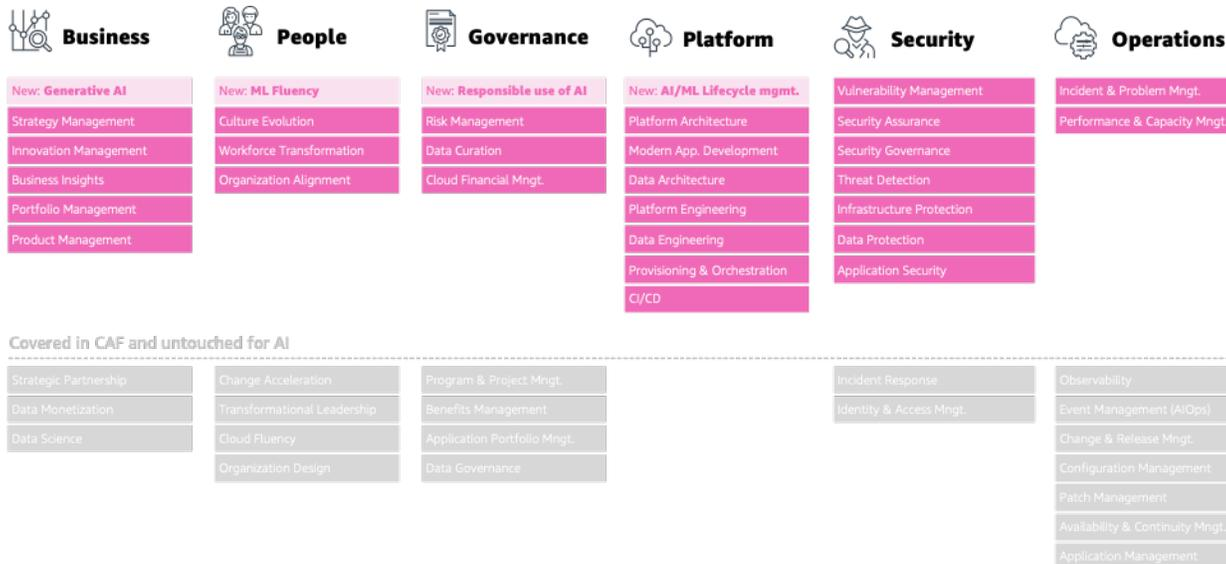 Business
New: Generative AI
Strategy Management
Innovation Management
Business Insights
Portfolio Management
Product Management
People
New: ML Fluency
Culture Evolution
Workforce Transformation
Organization Alignment
Governance
New: Responsible use of AI
Risk Management
Data Curation
Cloud Financial Mngt.
Platform
New: AI/ML Lifecycle mgmt.
Platform Architecture
Modern App. Development
Data Architecture
Platform Engineering
Data Engineering
Provisioning & Orchestration
CI/CD
Security
Vulnerability Management
Security Assurance
Security Governance
Threat Detection
Infrastructure Protection
Data Protection
Application Security
Operations
Incident & Problem Mngt.
Performance & Capacity Mngt
Covered in CAF and untouched for AI
Strategic Partnership
Data Monetization
Data Science
Change Acceleration
Transformational Leadership
Cloud Fluency
Organization Design
Program & Project Mngt.
Benefits Management
Application Portfolio Mngt.
Data Governance
Incident Response
Identity & Access Mngt.
Observability
Event Management (AIOps)
Change & Release Mngt.
Configuration Management
Patch Management
Availability & Continuity Mngt.
Application Management